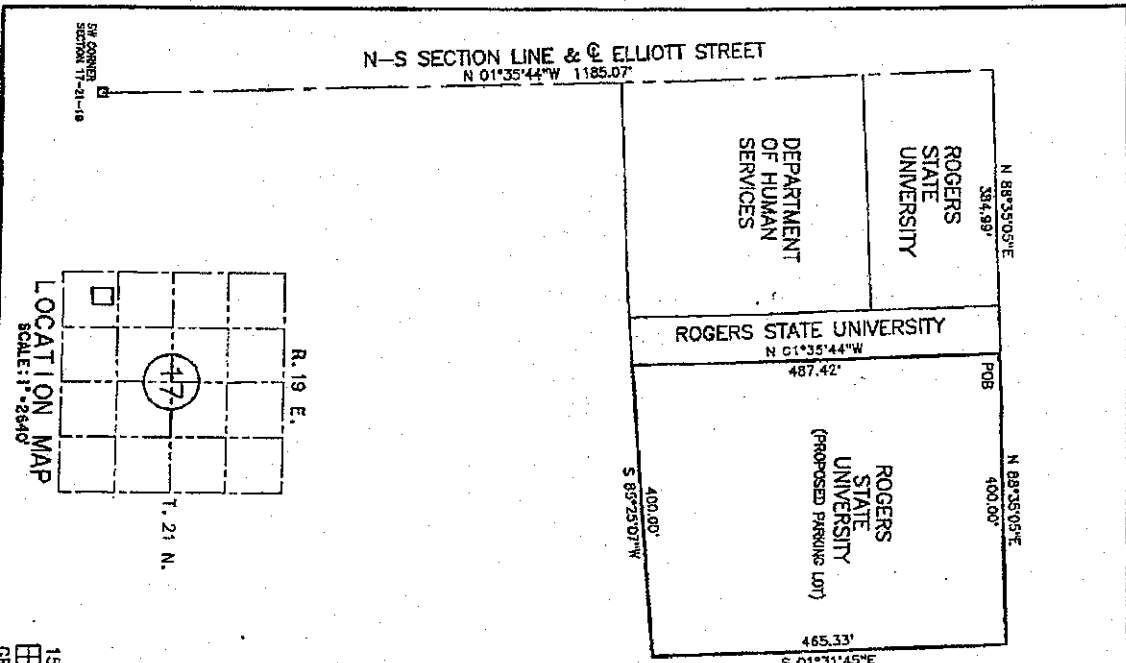 N-S SECTION LINE & ℄ ELLIOTT STREET
N 01°35'44"W 1185.07'
SW CORNER
SECTION 17-21-19
N 88°35'05"E
384.99'
ROGERS
STATE
UNIVERSITY
DEPARTMENT
OF HUMAN
SERVICES
ROGERS STATE UNIVERSITY
N 01°35'44"W
487.42'
POB
N 88°35'05"E
400.00'
ROGERS
STATE
UNIVERSITY
(PROPOSED PARKING LOT)
400.00'
S 85°25'07"W
465.33'
S 01°31'45"E
R. 19 E.
17
T. 21 N.
LOCATION MAP
SCALE: 1"=2640'